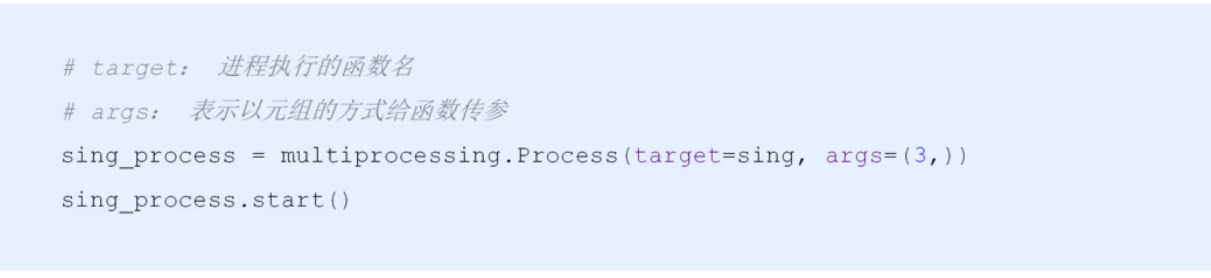 # target： 进程执行的函数名
# args： 表示以元组的方式给函数传参
sing_process = multiprocessing.Process(target=sing, args=(3,))
sing_process.start()